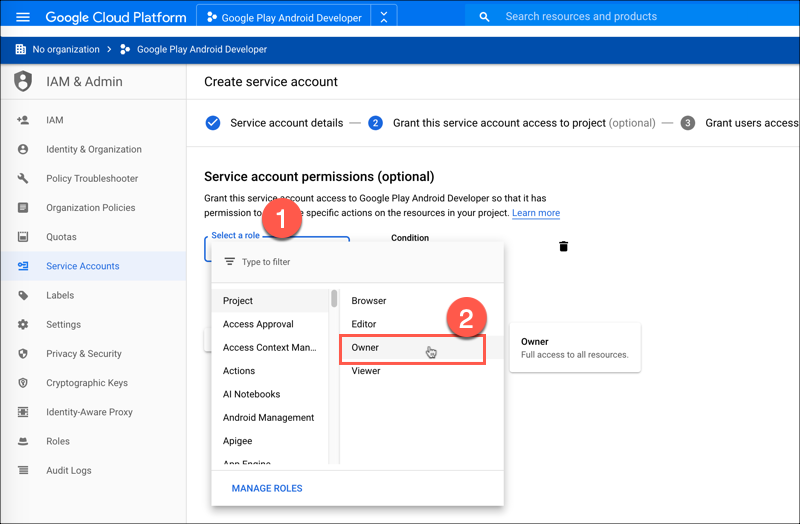 Google Cloud Platform
Google Play Android Developer
Search resources and products
No organization
Google Play Android Developer
IAM & Admin
Create service account
Service account details
2
Grant this service account access to project (optional)
3
Grant users access
IAM
Identity & Organization
Policy Troubleshooter
Organization Policies
Quotas
Service Accounts
Labels
Settings
Privacy & Security
Cryptographic Keys
Identity-Aware Proxy
Roles
Audit Logs
Service account permissions (optional)
Grant this service account access to Google Play Android Developer so that it has
permission to specific actions on the resources in your project. Learn more
1
Select a role
Condition
Type to filter
Project
Access Approval
Access Context Man...
Actions
AI Notebooks
Android Management
Apigee
App Engine
Browser
Editor
2
Owner
Viewer
Owner
Full access to all resources.
MANAGE ROLES